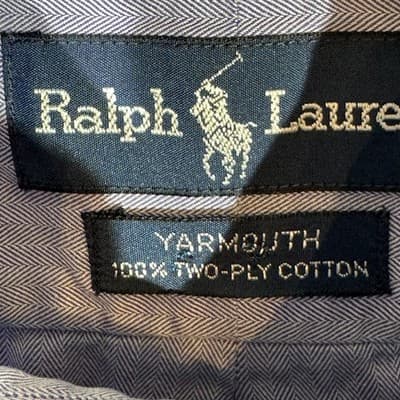 Ralph Laure
YARMOUTH
100% TWO-PLY COTTON